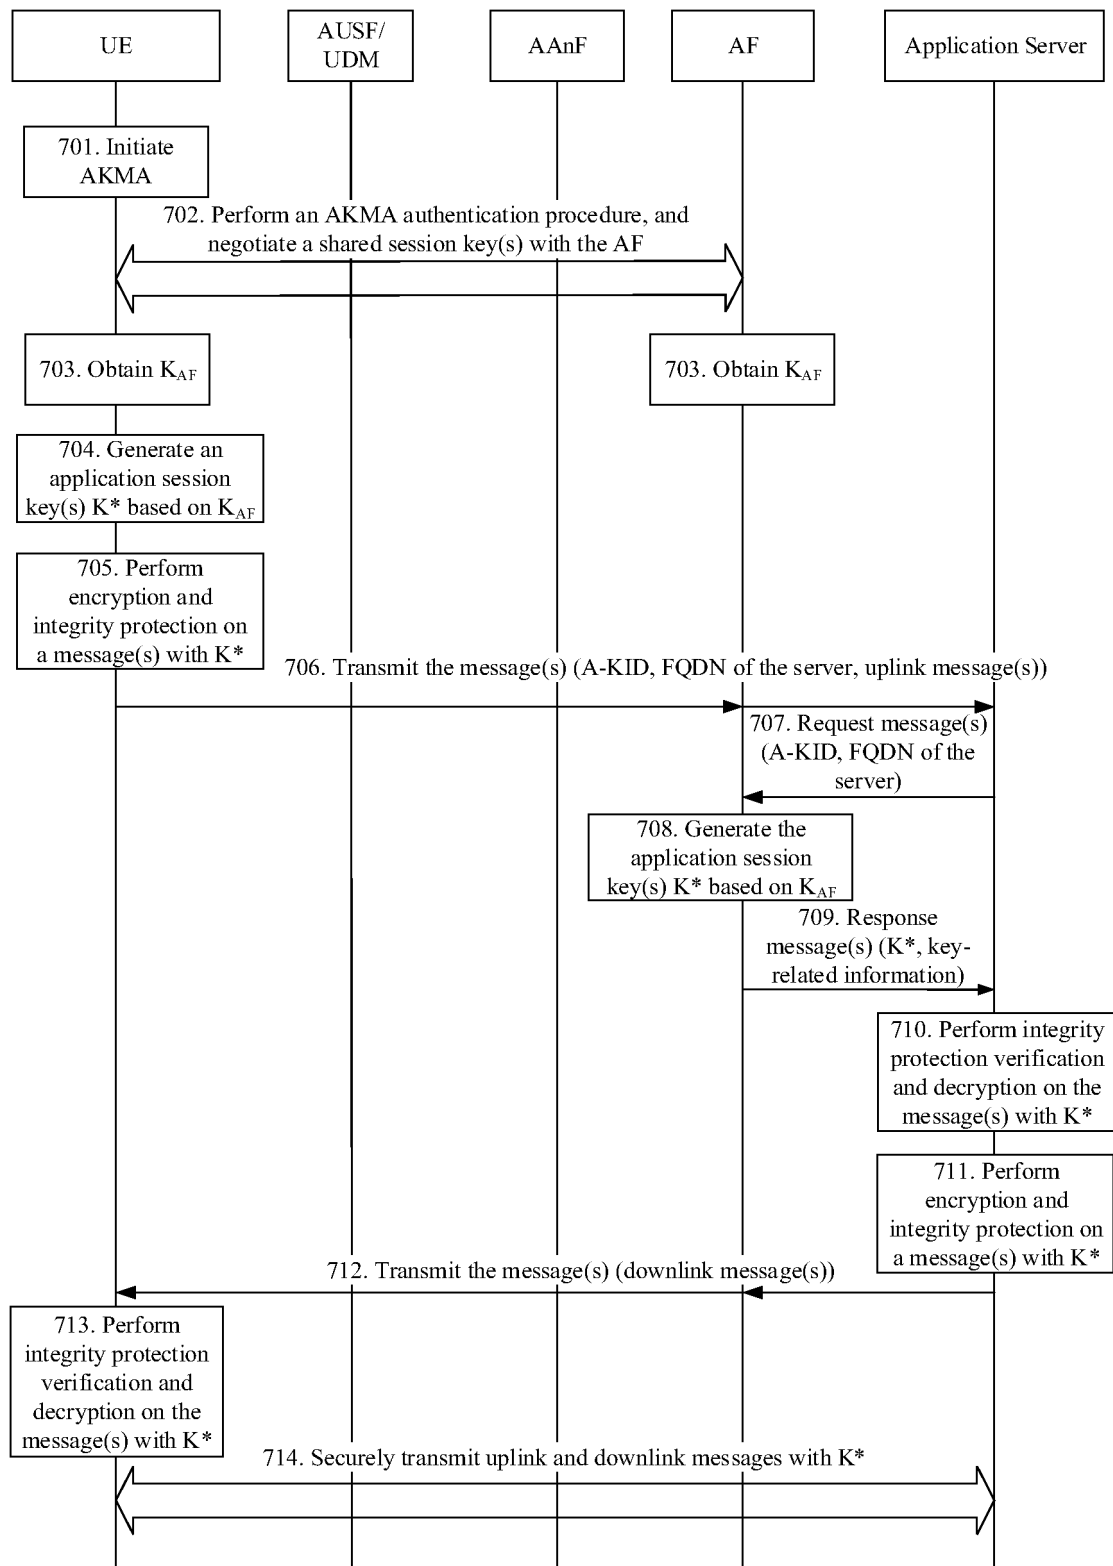 UE
AUSF/
UDM
AAnF
AF
Application Server
701. Initiate
AKMA
702. Perform an AKMA authentication procedure, and
negotiate a shared session key(s) with the AF
703. Obtain KAF
703. Obtain KAF
704. Generate an
application session
key(s) K* based on KAF
705. Perform
encryption and
integrity protection on
a message(s) with K*
706. Transmit the message(s) (A-KID, FQDN of the server, uplink message(s))
707. Request message(s)
(A-KID, FQDN of the
server)
708. Generate the
application session
key(s) K* based on KAF
709. Response
message(s) (K*, key-
related information)
710. Perform integrity
protection verification
and decryption on the
message(s) with K*
711. Perform
encryption and
integrity protection on
a message(s) with K*
712. Transmit the message(s) (downlink message(s))
713. Perform
integrity protection
verification and
decryption on the
message(s) with K*
714. Securely transmit uplink and downlink messages with K*